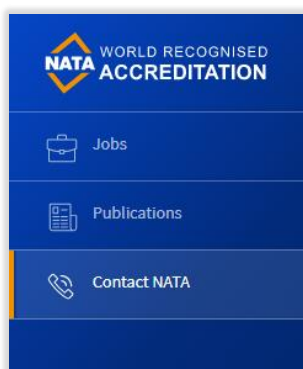 NATA
WORLD RECOGNISED
ACCREDITATION
Jobs
Publications
Contact NATA